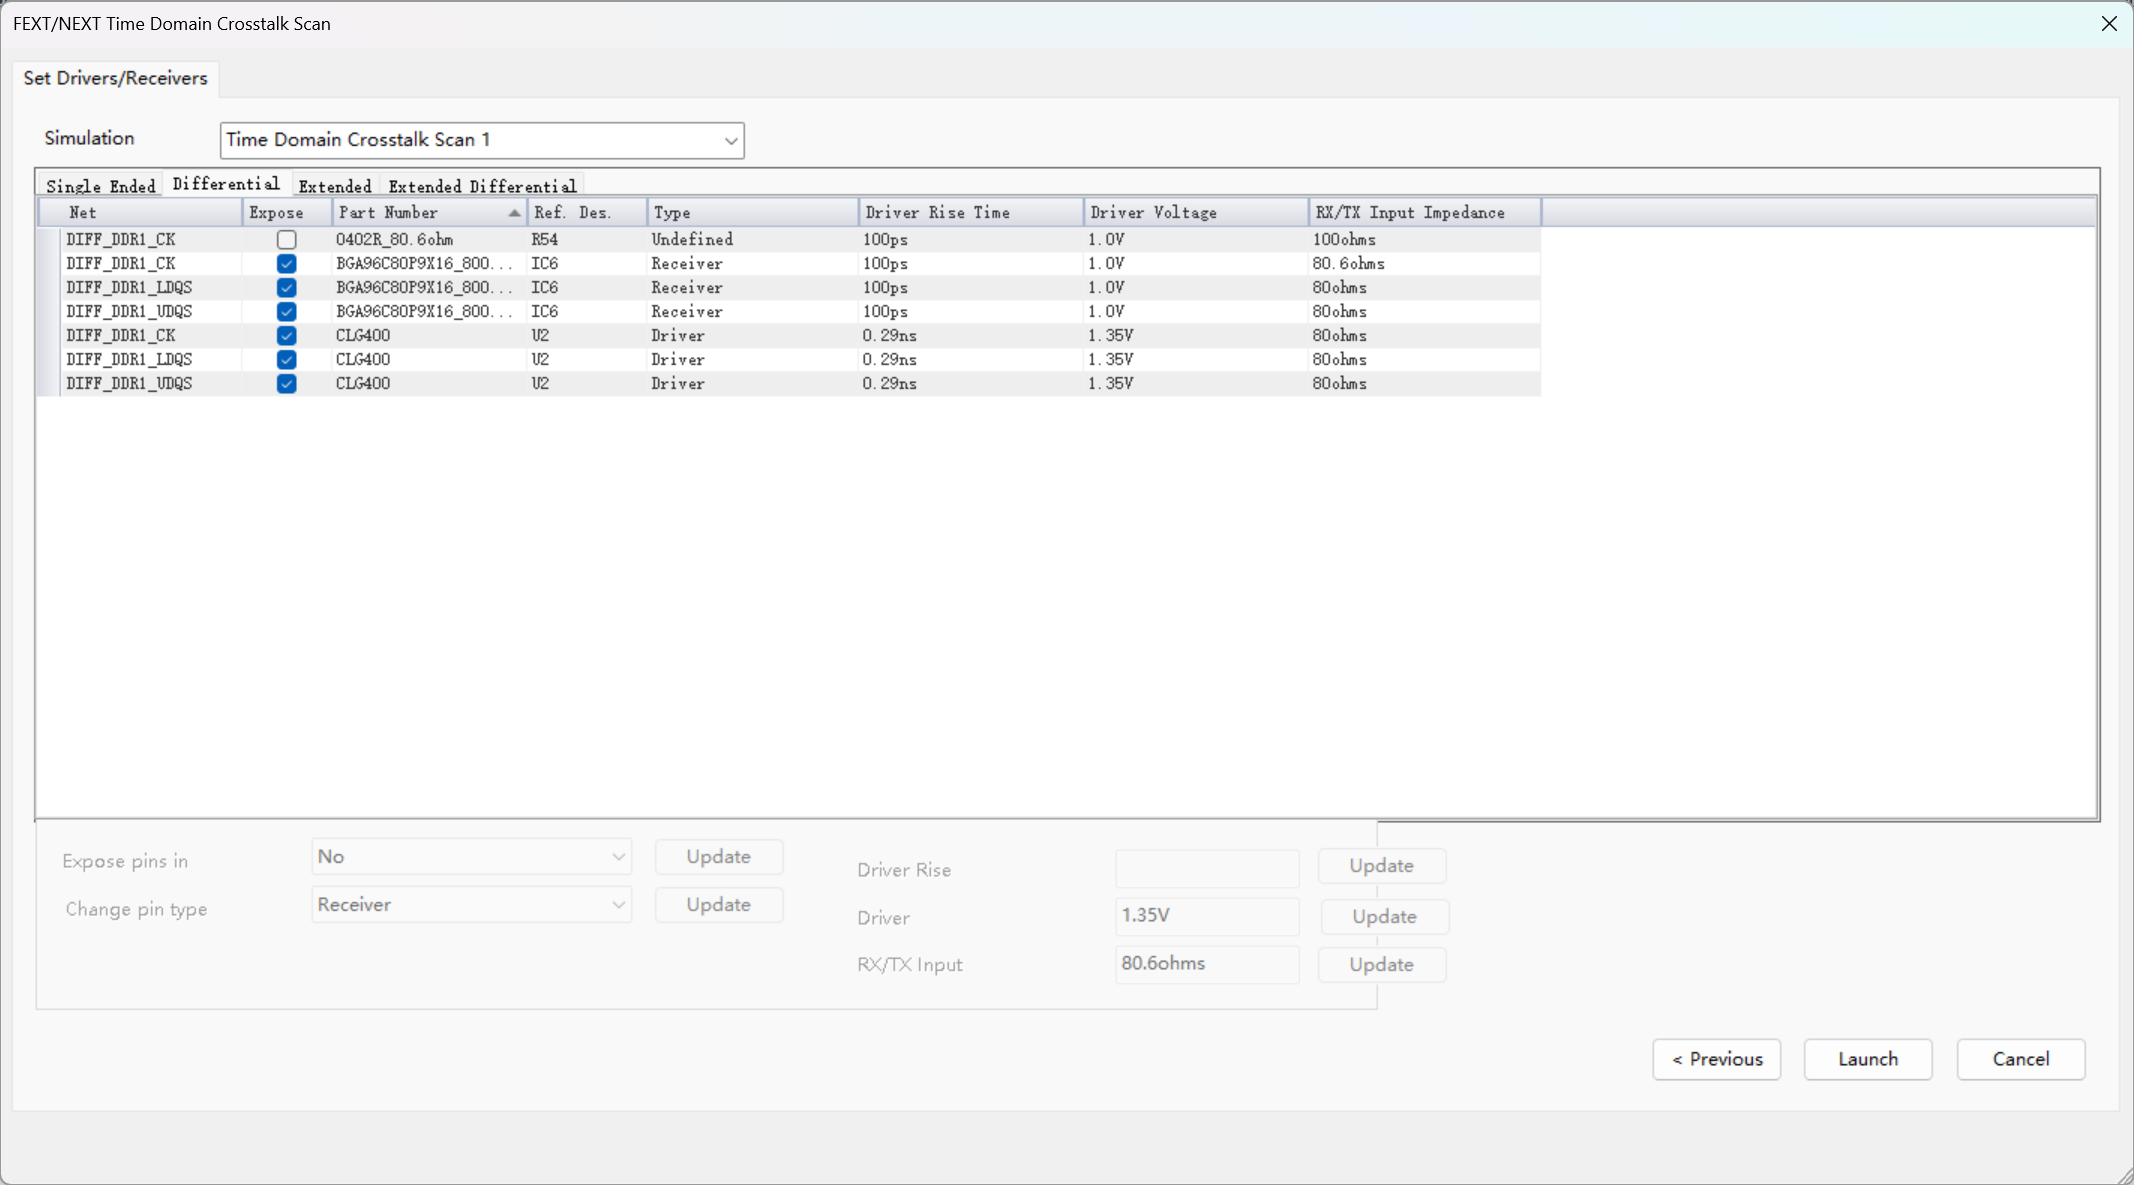 FEXT/NEXT Time Domain Crosstalk Scan
Set Drivers/Receivers
Simulation Time Domain Crosstalk Scan 1
Single Ended Differential Extended Extended Differential
Net Expose Part Number Ref. Des. Type Driver Rise Time Driver Voltage RX/TX Input Impedance
DIFF_DDR1_CK 0402R_80.6ohm R54 Undefined 100ps 1.0V 100ohms
DIFF_DDR1_CK BGA96C80P9X16_800... IC6 Receiver 100ps 1.0V 80.6ohms
DIFF_DDR1_LDQS BGA96C80P9X16_800... IC6 Receiver 100ps 1.0V 80ohms
DIFF_DDR1_UDQS BGA96C80P9X16_800... IC6 Receiver 100ps 1.0V 80ohms
DIFF_DDR1_CK CLG400 U2 Driver 0.29ns 1.35V 80ohms
DIFF_DDR1_LDQS CLG400 U2 Driver 0.29ns 1.35V 80ohms
DIFF_DDR1_UDQS CLG400 U2 Driver 0.29ns 1.35V 80ohms
Expose pins in No Update
Change pin type Receiver Update
Driver Rise Update
Driver 1.35V Update
RX/TX Input 80.6ohms Update
< Previous Launch Cancel